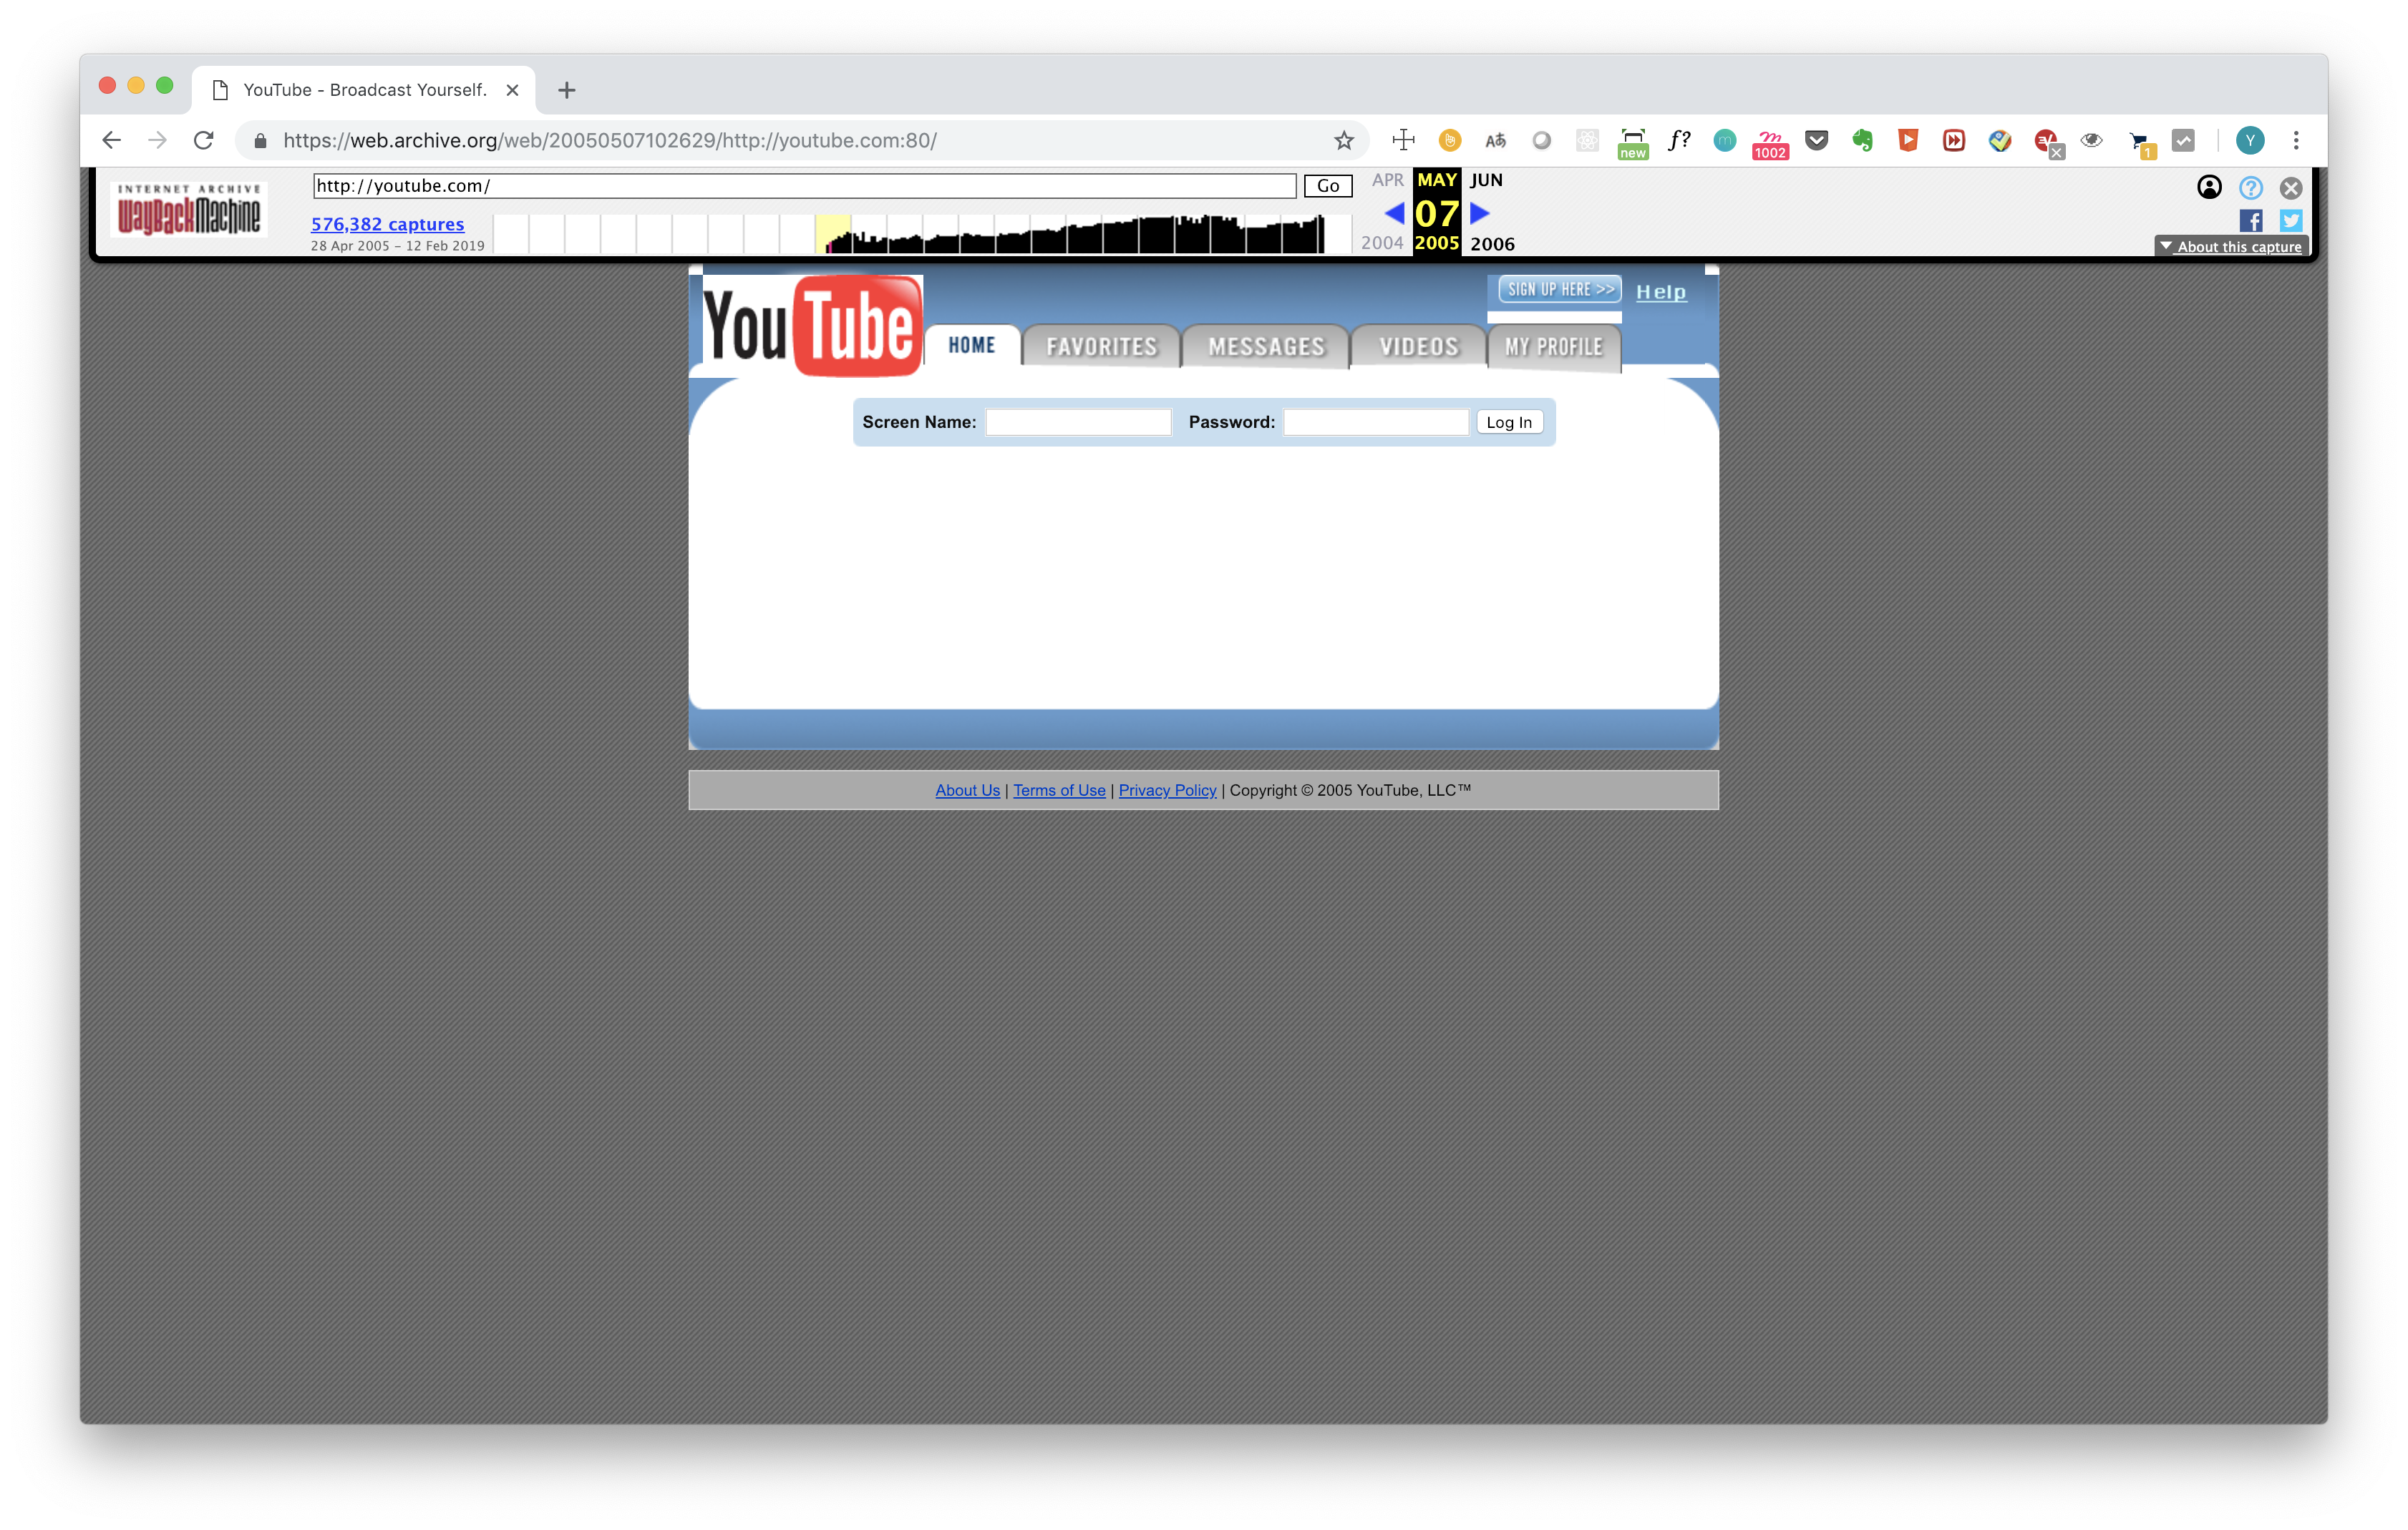 YouTube - Broadcast Yourself.
https://web.archive.org/web/20050507102629/http://youtube.com:80/
Aあ
new
f?
m
1002
1
Y
INTERNET ARCHIVE
WayBackMachine
http://youtube.com/
Go
576,382 captures
28 Apr 2005 – 12 Feb 2019
APR MAY JUN
07
2004 2005 2006
About this capture
YouTube
SIGN UP HERE >> Help
HOME FAVORITES MESSAGES VIDEOS MY PROFILE
Screen Name: Password: Log In
About Us | Terms of Use | Privacy Policy | Copyright © 2005 YouTube, LLC™